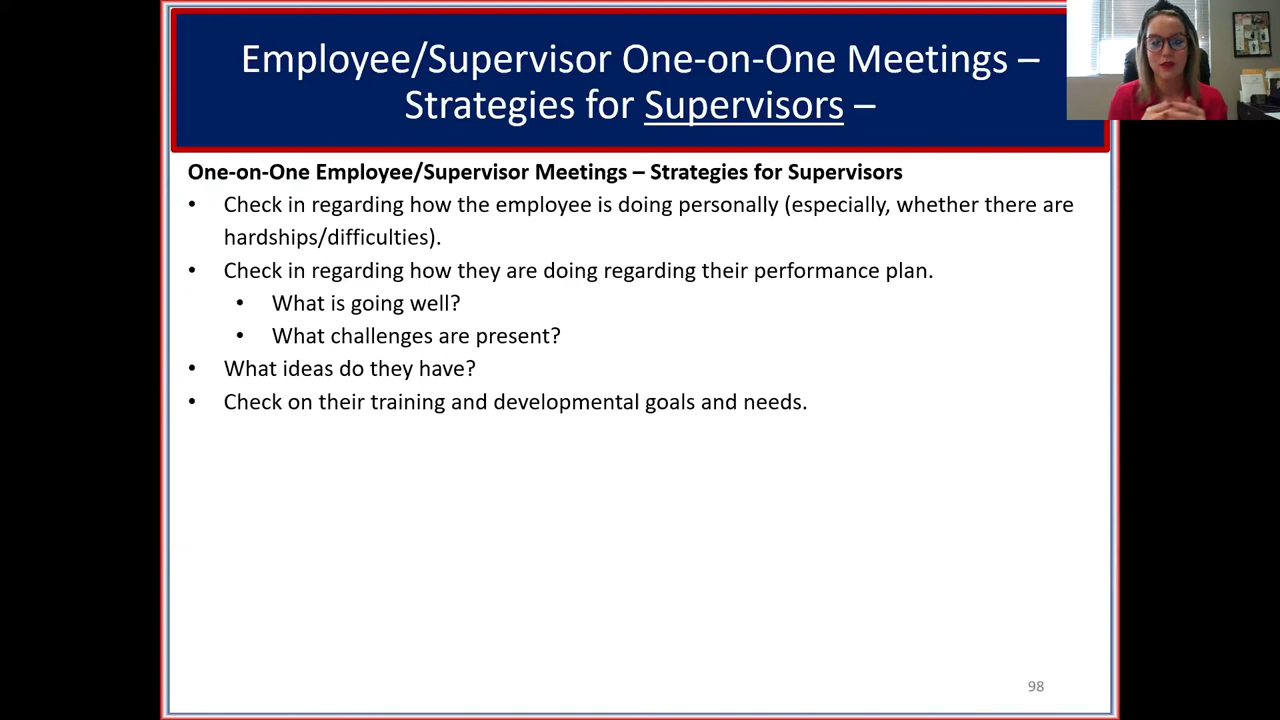 Employee/Supervisor One-on-One Meetings –
Strategies for Supervisors –
One-on-One Employee/Supervisor Meetings – Strategies for Supervisors
• Check in regarding how the employee is doing personally (especially, whether there are
hardships/difficulties).
• Check in regarding how they are doing regarding their performance plan.
• What is going well?
• What challenges are present?
• What ideas do they have?
• Check on their training and developmental goals and needs.
98